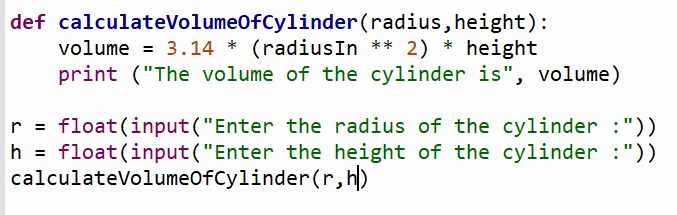 def calculateVolumeOfCylinder(radius,height):
    volume = 3.14 * (radiusIn ** 2) * height
    print ("The volume of the cylinder is", volume)
r = float(input("Enter the radius of the cylinder :"))
h = float(input("Enter the height of the cylinder :"))
calculateVolumeOfCylinder(r,h)